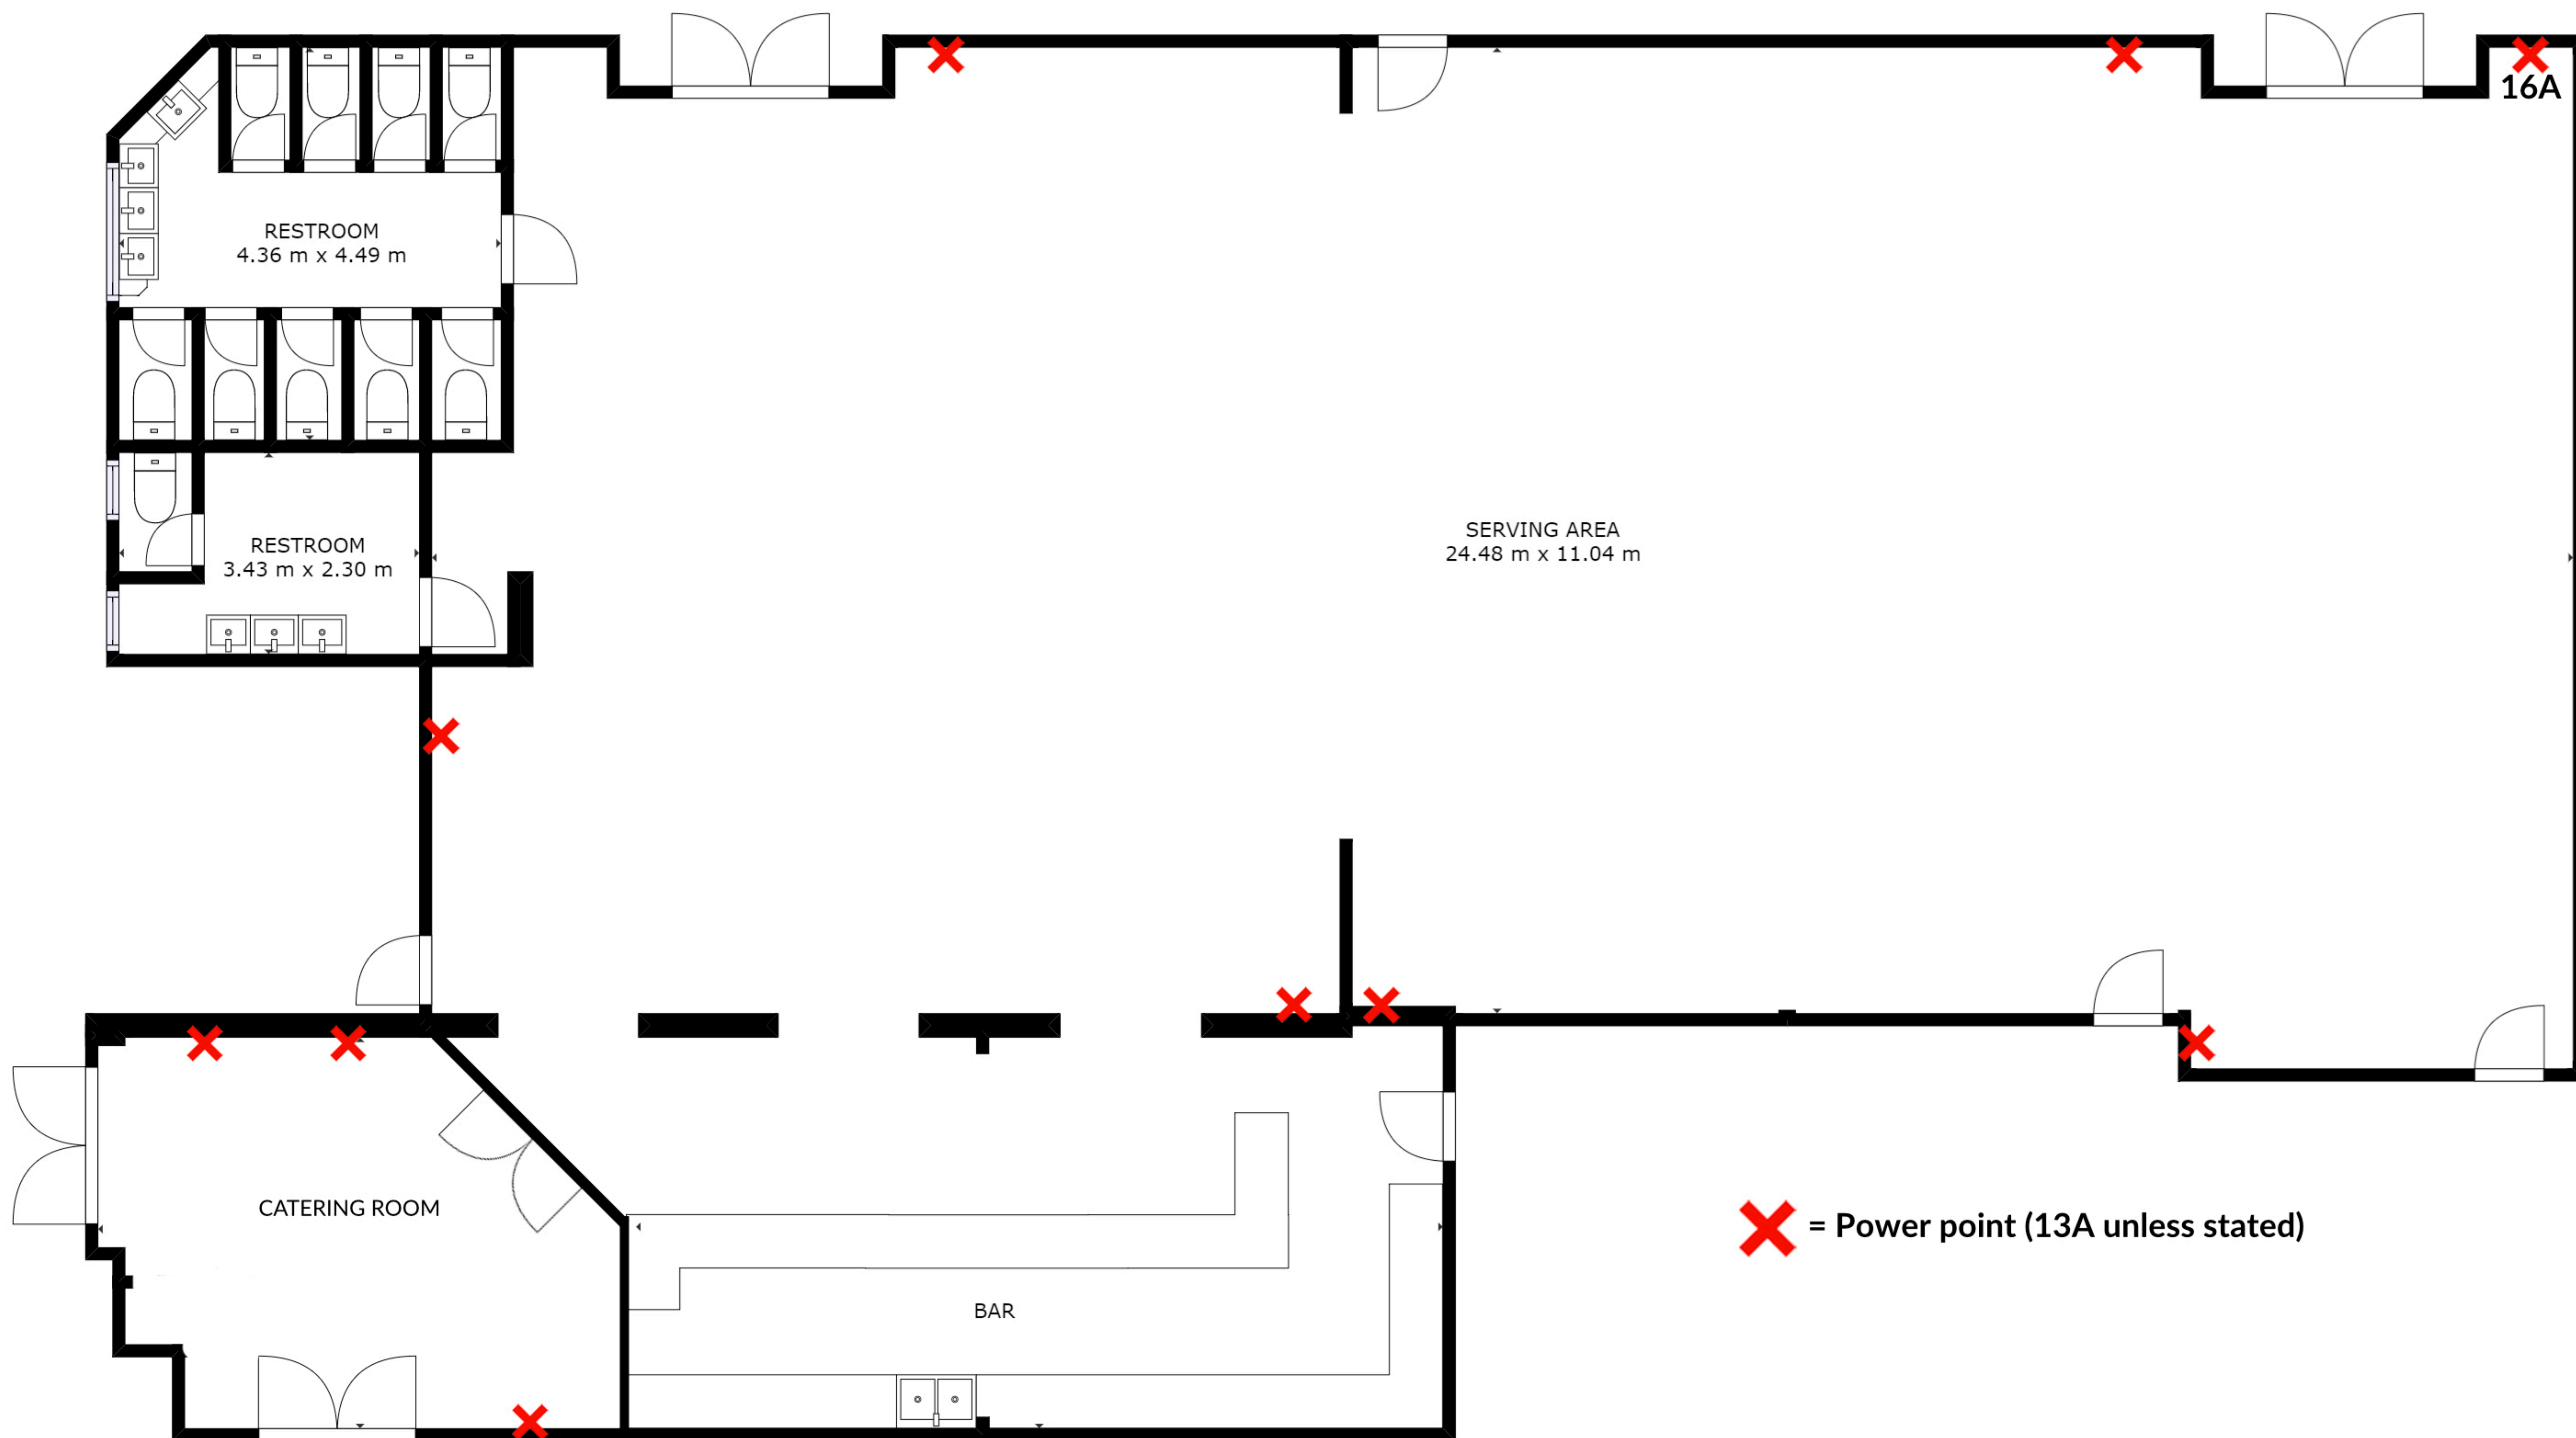 16A
RESTROOM
4.36 m x 4.49 m
SERVING AREA
24.48 m x 11.04 m
RESTROOM
3.43 m x 2.30 m
CATERING ROOM
= Power point (13A unless stated)
BAR